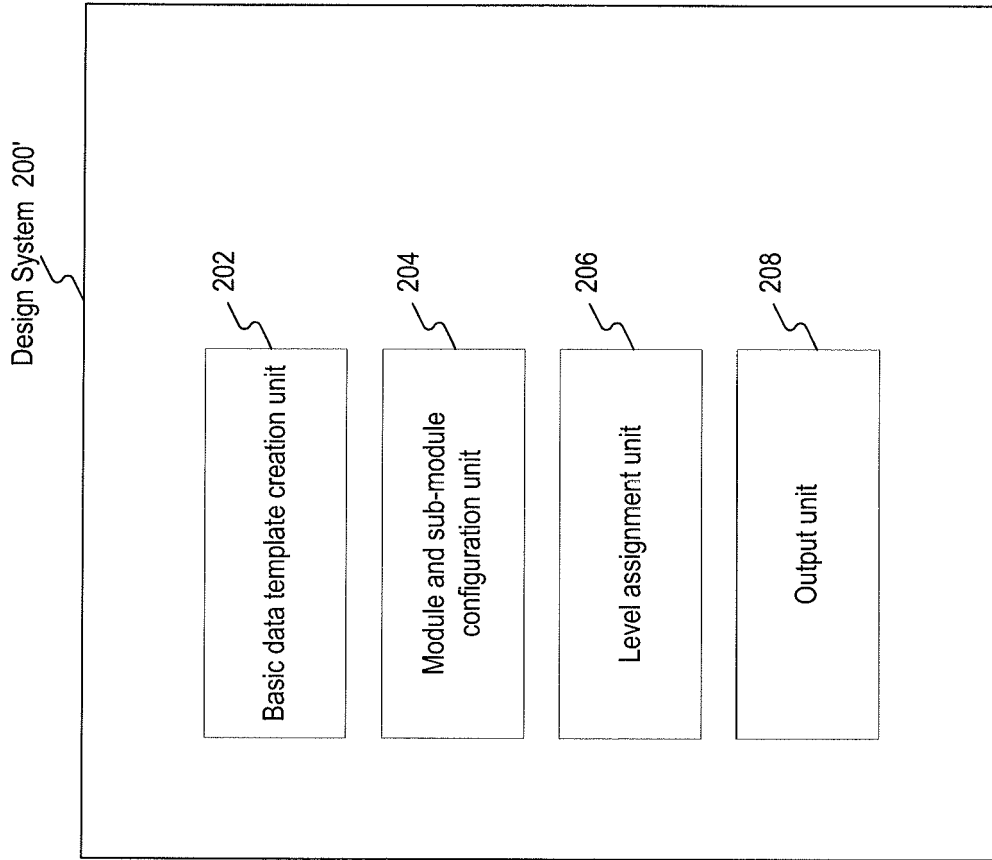 Design System 200'
202
Basic data template creation unit
204
Module and sub-module
configuration unit
206
Level assignment unit
208
Output unit